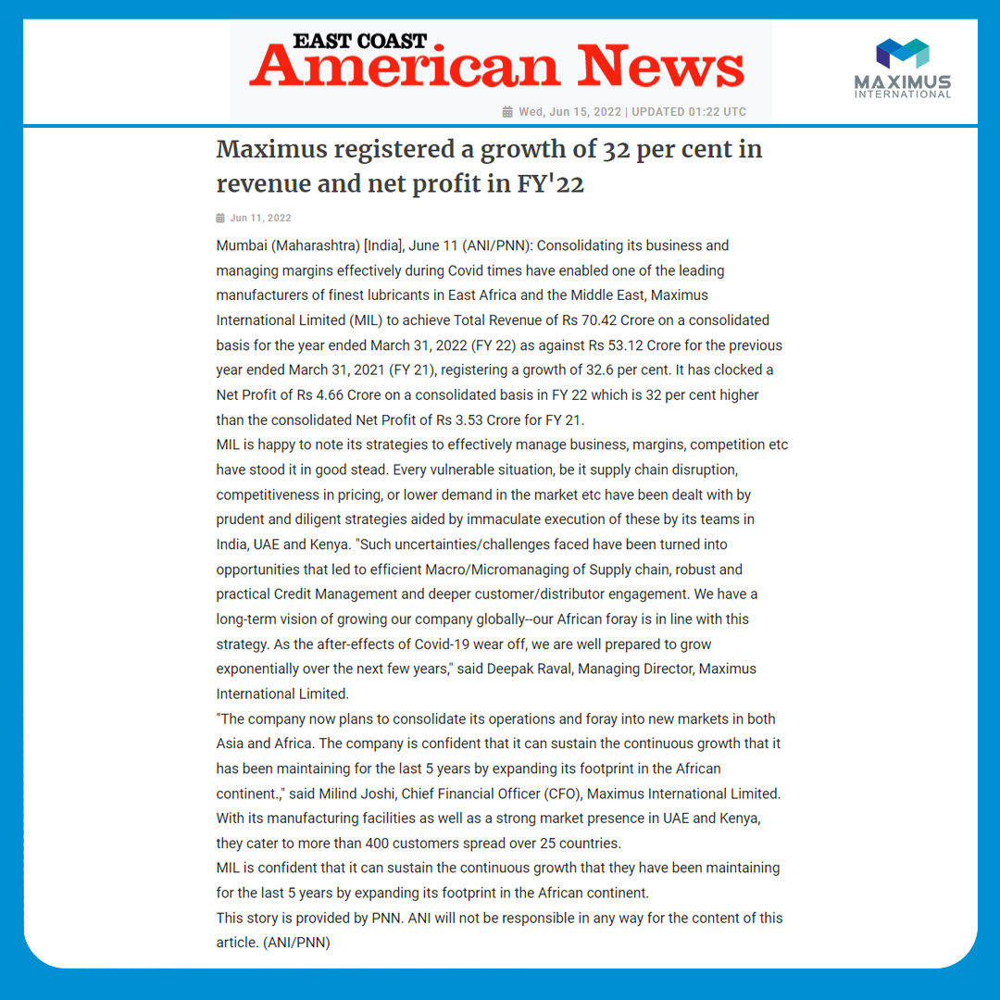 EAST COAST
American News
MAXIMUS
INTERNATIONAL
Wed, Jun 15, 2022 | UPDATED 01:22 UTC
Maximus registered a growth of 32 per cent in
revenue and net profit in FY'22
Jun 11, 2022
Mumbai (Maharashtra) [India], June 11 (ANI/PNN): Consolidating its business and
managing margins effectively during Covid times have enabled one of the leading
manufacturers of finest lubricants in East Africa and the Middle East, Maximus
International Limited (MIL) to achieve Total Revenue of Rs 70.42 Crore on a consolidated
basis for the year ended March 31, 2022 (FY 22) as against Rs 53.12 Crore for the previous
year ended March 31, 2021 (FY 21), registering a growth of 32.6 per cent. It has clocked a
Net Profit of Rs 4.66 Crore on a consolidated basis in FY 22 which is 32 per cent higher
than the consolidated Net Profit of Rs 3.53 Crore for FY 21.
MIL is happy to note its strategies to effectively manage business, margins, competition etc
have stood it in good stead. Every vulnerable situation, be it supply chain disruption,
competitiveness in pricing, or lower demand in the market etc have been dealt with by
prudent and diligent strategies aided by immaculate execution of these by its teams in
India, UAE and Kenya. "Such uncertainties/challenges faced have been turned into
opportunities that led to efficient Macro/Micromanaging of Supply chain, robust and
practical Credit Management and deeper customer/distributor engagement. We have a
long-term vision of growing our company globally--our African foray is in line with this
strategy. As the after-effects of Covid-19 wear off, we are well prepared to grow
exponentially over the next few years," said Deepak Raval, Managing Director, Maximus
International Limited.
"The company now plans to consolidate its operations and foray into new markets in both
Asia and Africa. The company is confident that it can sustain the continuous growth that it
has been maintaining for the last 5 years by expanding its footprint in the African
continent.," said Milind Joshi, Chief Financial Officer (CFO), Maximus International Limited.
With its manufacturing facilities as well as a strong market presence in UAE and Kenya,
they cater to more than 400 customers spread over 25 countries.
MIL is confident that it can sustain the continuous growth that they have been maintaining
for the last 5 years by expanding its footprint in the African continent.
This story is provided by PNN. ANI will not be responsible in any way for the content of this
article. (ANI/PNN)